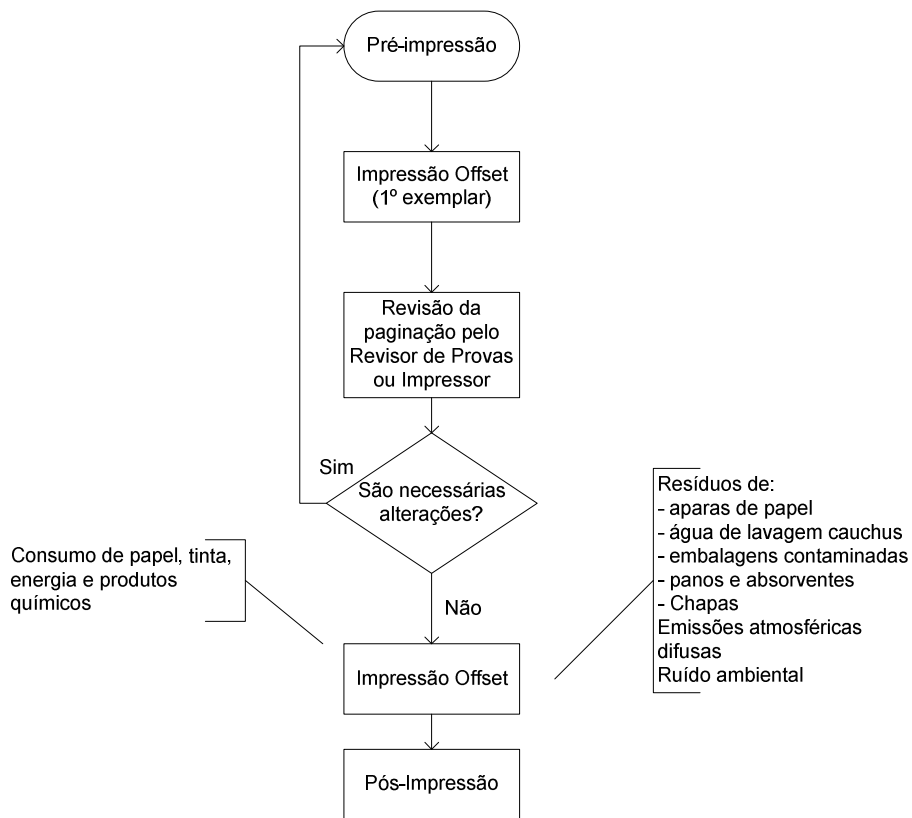 Pré-impressão
Impressão Offset
(1º exemplar)
Revisão da
paginação pelo
Revisor de Provas
ou Impressor
Sim
São necessárias
alterações?
Resíduos de:
- aparas de papel
- água de lavagem cauchus
- embalagens contaminadas
- panos e absorventes
- Chapas
Emissões atmosféricas
difusas
Ruído ambiental
Consumo de papel, tinta,
energia e produtos
químicos
Não
Impressão Offset
Pós-Impressão